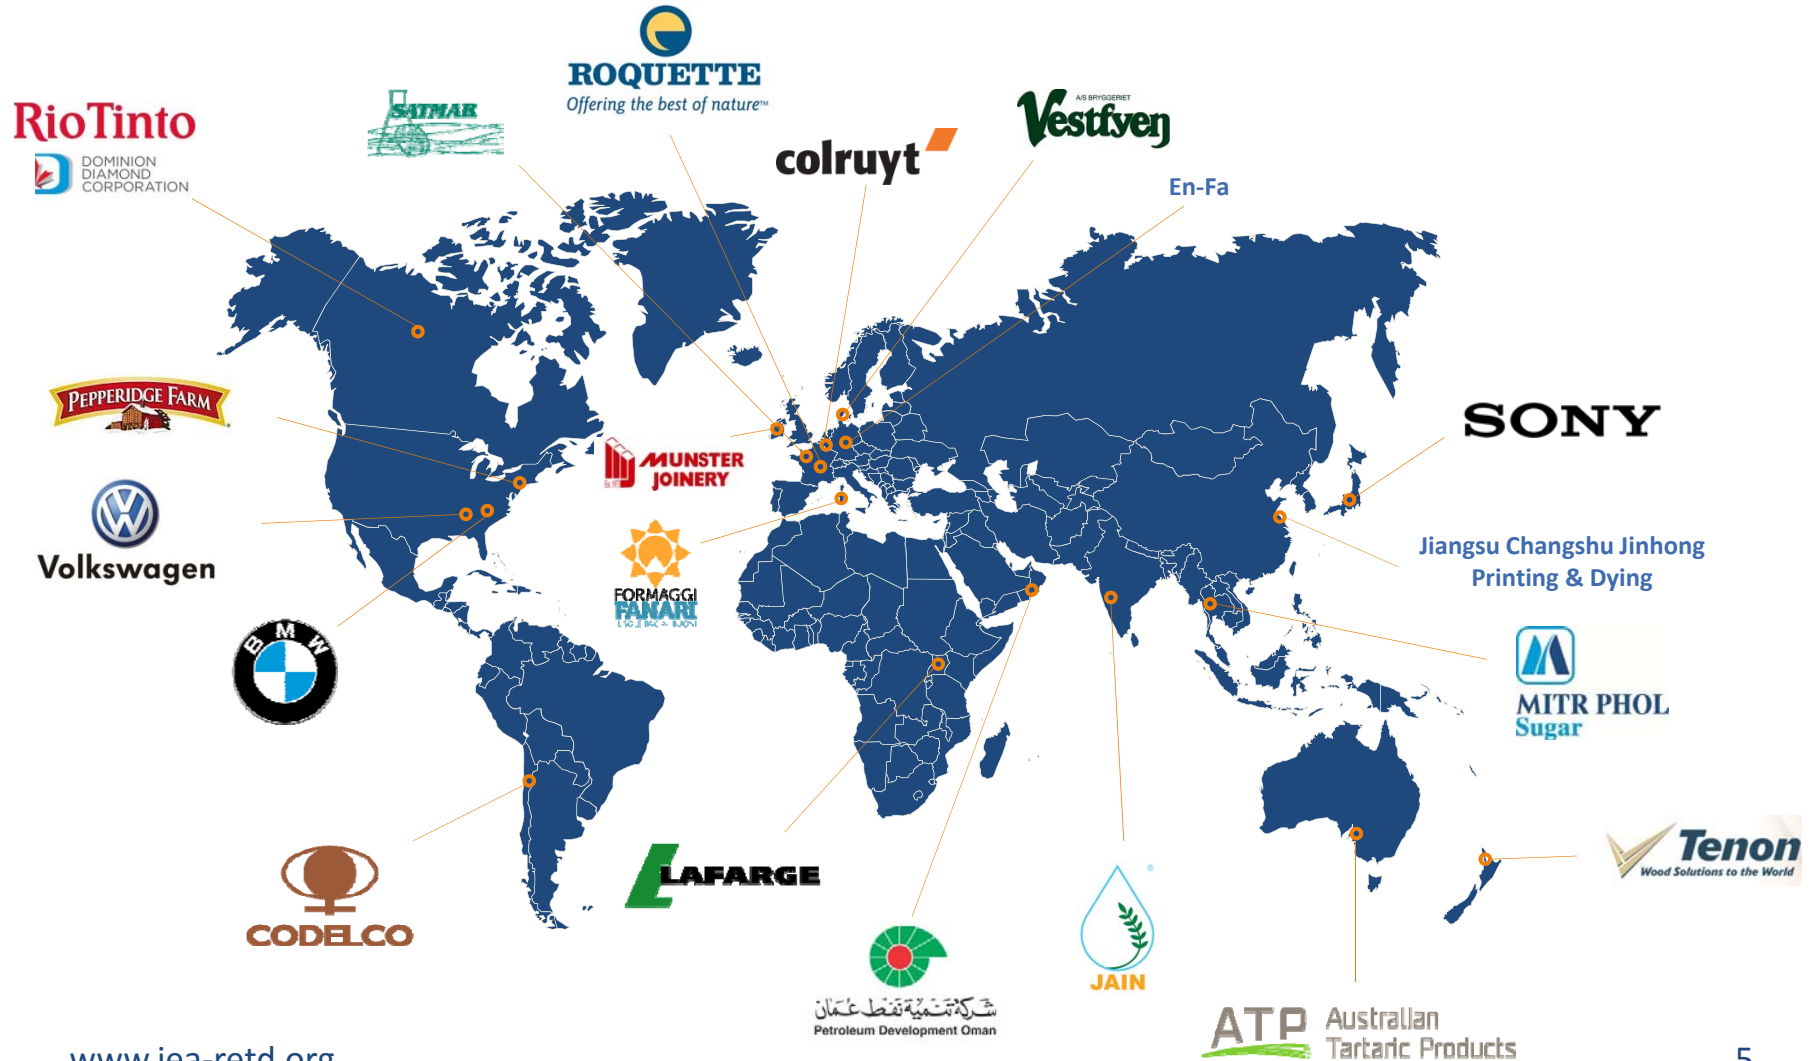 ROQUETTE
Offering the best of nature™
RioTinto
DOMINION
DIAMOND
CORPORATION
SATMAR
colruyt
A/S BRYGGERIET
Vestfyen
En-Fa
PEPPERIDGE FARM
Volkswagen
BMW
MUNSTER
JOINERY
FORMAGGI
FANARI
SONY
Jiangsu Changshu Jinhong
Printing & Dying
MITR PHOL
Sugar
CODELCO
LAFARGE
شركة تنمية نفط عمان
Petroleum Development Oman
JAIN
ATP Australian
Tartaric Products
Tenon
Wood Solutions to the World
www.iea-retd.org
5